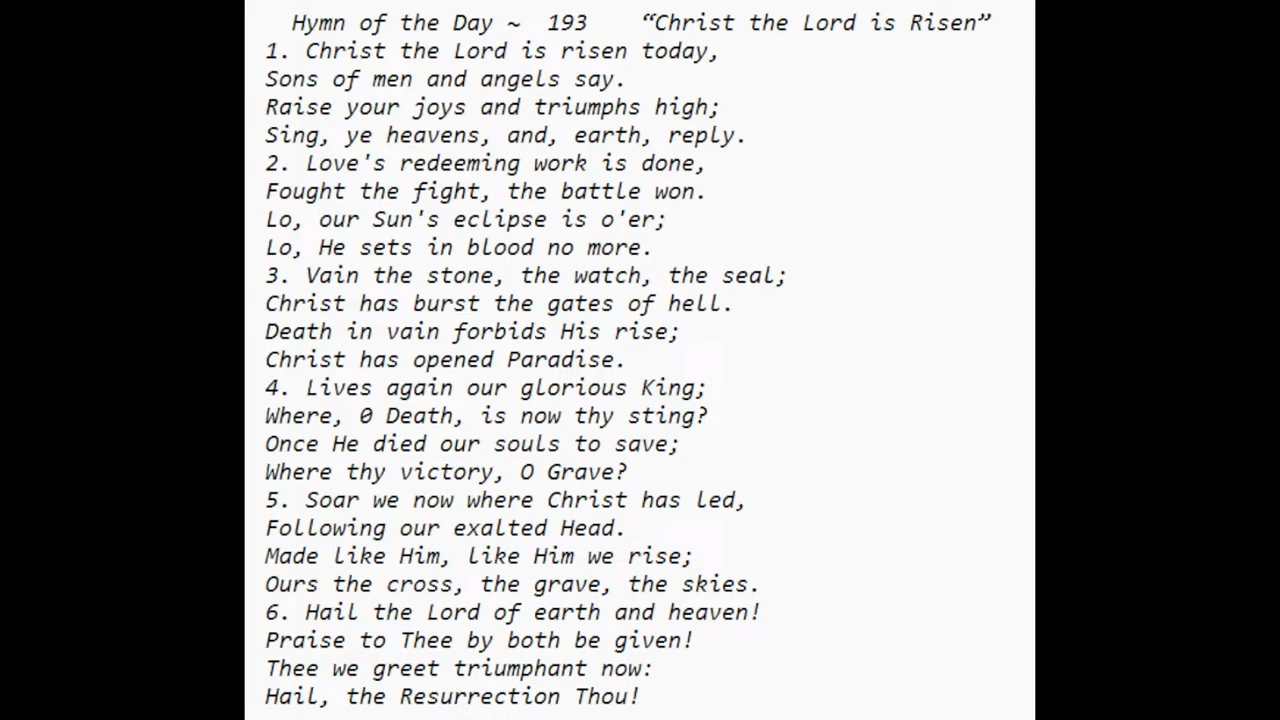 Hymn of the Day ~ 193 “Christ the Lord is Risen”
1. Christ the Lord is risen today,
Sons of men and angels say.
Raise your joys and triumphs high;
Sing, ye heavens, and, earth, reply.
2. Love's redeeming work is done,
Fought the fight, the battle won.
Lo, our Sun's eclipse is o'er;
Lo, He sets in blood no more.
3. Vain the stone, the watch, the seal;
Christ has burst the gates of hell.
Death in vain forbids His rise;
Christ has opened Paradise.
4. Lives again our glorious King;
Where, 0 Death, is now thy sting?
Once He died our souls to save;
Where thy victory, O Grave?
5. Soar we now where Christ has led,
Following our exalted Head.
Made like Him, like Him we rise;
Ours the cross, the grave, the skies.
6. Hail the Lord of earth and heaven!
Praise to Thee by both be given!
Thee we greet triumphant now:
Hail, the Resurrection Thou!